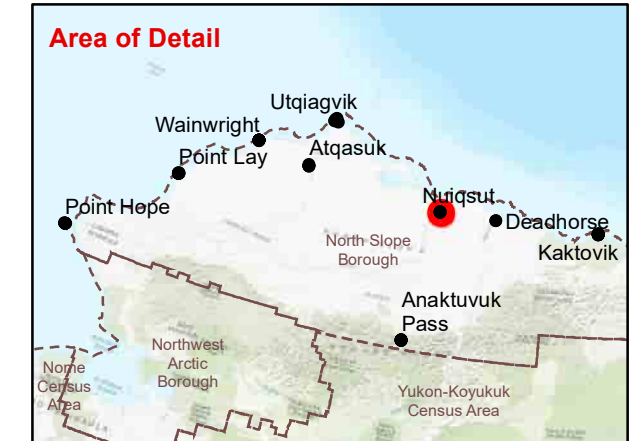 Area of Detail
Utqiagvik
Wainwright
Atqasuk
Point Lay
Nuiqsut
Point Hope
Deadhorse
North Slope
Borough
Kaktovik
Anaktuvuk
Pass
Northwest
Arctic
Borough
Nome
Census
Area
Yukon-Koyukuk
Census Area